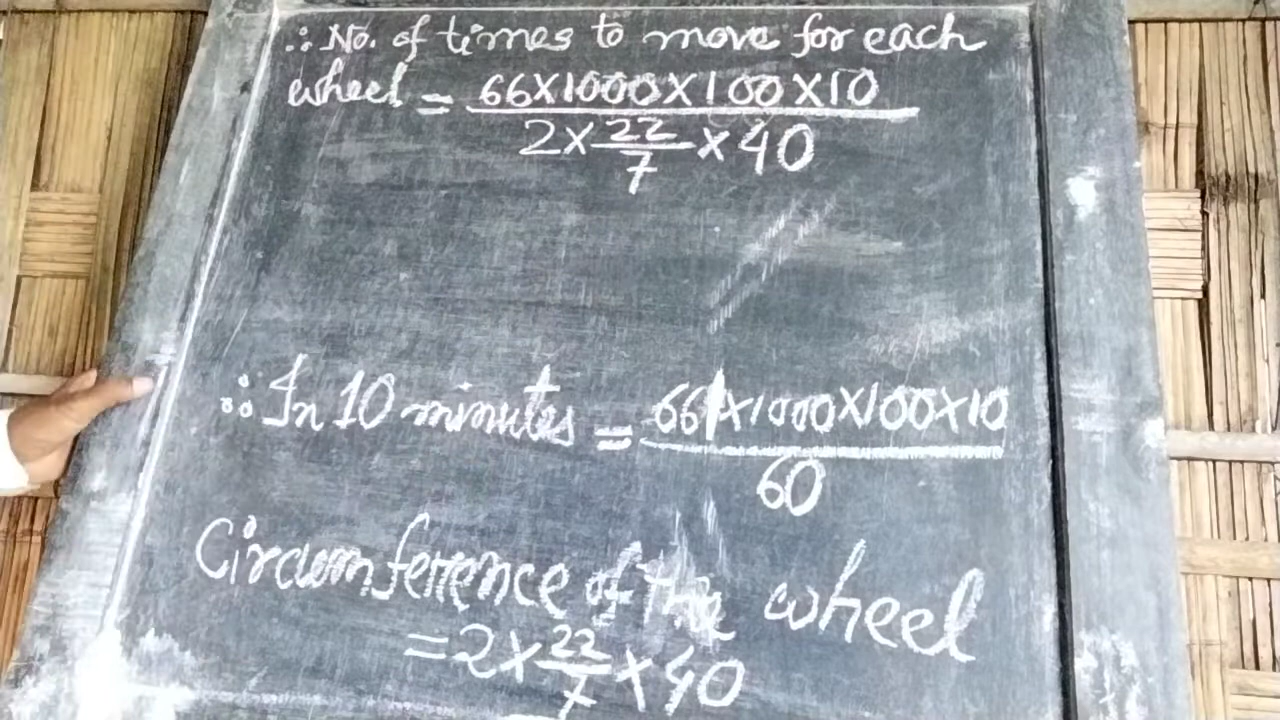 ∴ No. of times to move for each
wheel = 66×1000×100×10
2× 22/7 ×40
∴ In 10 minutes = 66×1000×100×10
60
Circumference of the wheel
=2× 22/7 ×40